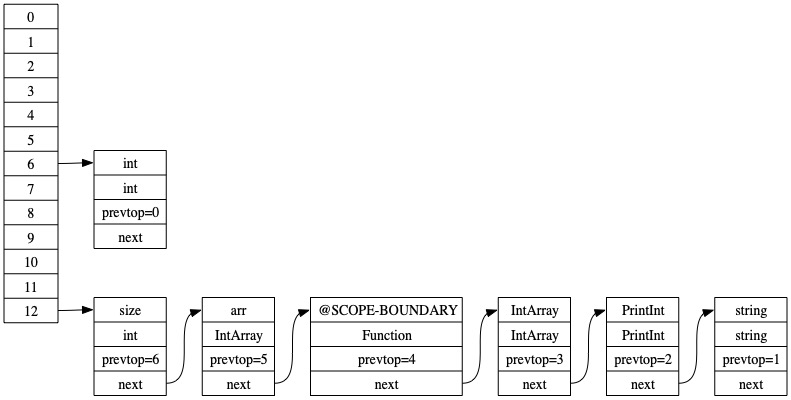 0
1
2
3
4
5
6
7
8
9
10
11
12
int
int
prevtop=0
next
size
int
prevtop=6
next
arr
IntArray
prevtop=5
next
@SCOPE-BOUNDARY
Function
prevtop=4
next
IntArray
IntArray
prevtop=3
next
PrintInt
PrintInt
prevtop=2
next
string
string
prevtop=1
next